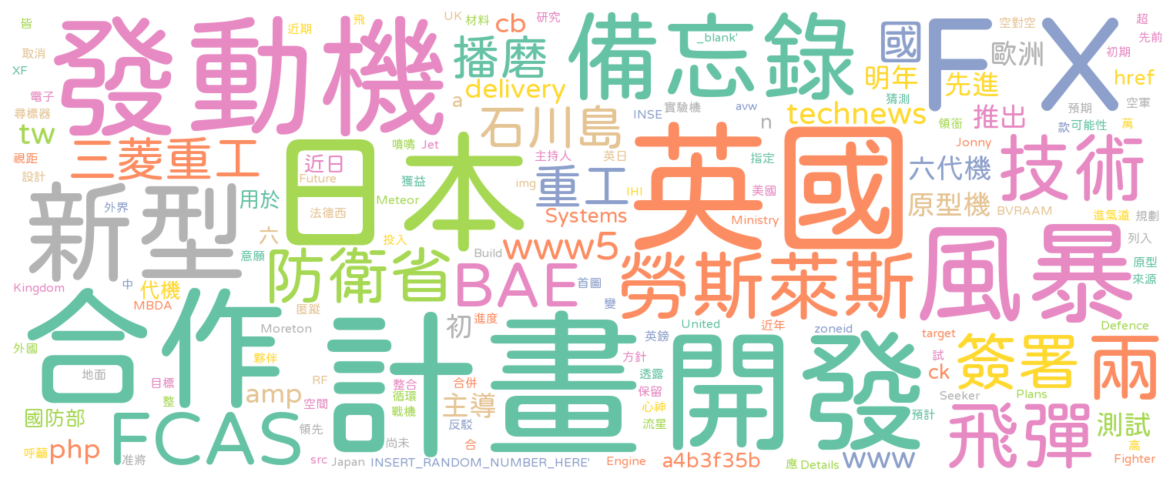 皆 近期 飛 UK 材料 cb 研究 備忘錄 國 FX 空對空 超
取消 發動機 播磨 _blank' 歐洲 初期 先前
XF delivery 明年 先進 href
電子 a 實驗機 avw 猜測 預期 空軍
尋標器 石川島 INSE n technews 領銜 推出 款 可能性 萬
tw 三菱重工 日本 噴嘴 Jet 主持人 英日 英國 指定 Jonny 技術
視距 近日 獲益 重工 六代機
設計 Future img IHI 美國 原型機
新型 外界 用於 法德西 Meteor Systems Ministry BVRAAM 進氣道 規劃
六 投入 www5 風暴 列入
意願 防衛省 Build BAE 勞斯萊斯 原型
Kingdom 中 代機 首圖 來源
MBDA 匿蹤 初 進度 變
合作 Moreton 計畫 英鎊 United 近年 zoneid target Defence
外國 夥伴 方針 開發 試 簽署 兩
地面 RF 整合 合併 透露 ck
目標 amp 循環 保留 Seeker Plans
整 空間 戰機 主導 心神 預計 飛彈
國防部 FCAS 領先 反駁 流星 測試
呼籲 php 准將 尚未 合 www 高
src Japan INSERT_RANDOM_NUMBER_HERE' Engine a4b3f35b 應 Details Fighter